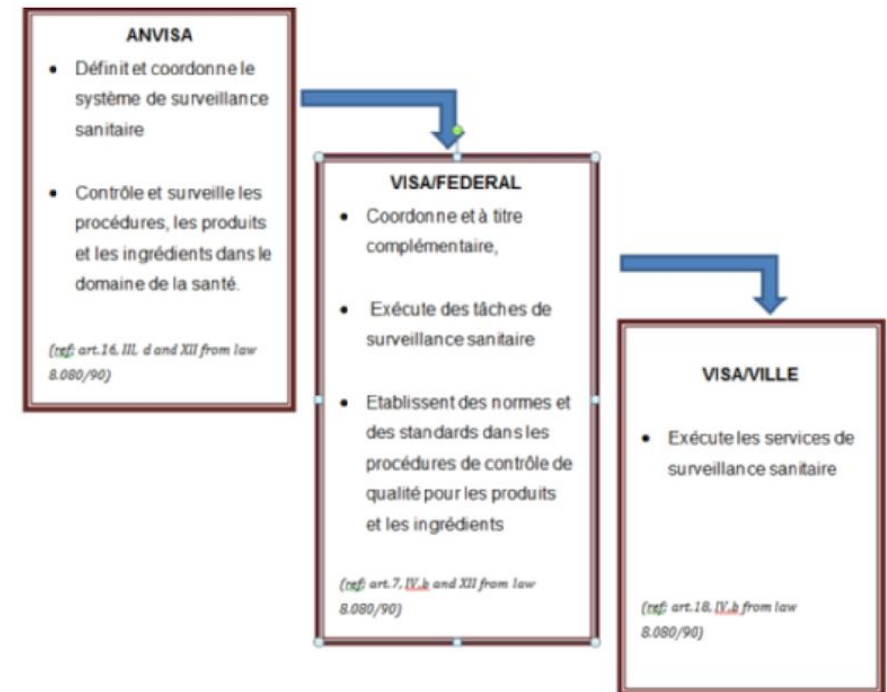 ANVISA
• Définit et coordonne le
système de surveillance
sanitaire
• Contrôle et surveille les
procédures, les produits
et les ingrédients dans le
domaine de la santé.
(ref: art.16, III, d and XII from law
8.080/90)
VISA/FEDERAL
• Coordonne et à titre
complémentaire,
• Exécute des tâches de
surveillance sanitaire
• Etablissent des normes et
des standards dans les
procédures de contrôle de
qualité pour les produits
et les ingrédients
(ref: art.7, IV,b and XII from law
8.080/90)
VISA/VILLE
• Exécute les services de
surveillance sanitaire
(ref: art.18, IV,b from law
8.080/90)